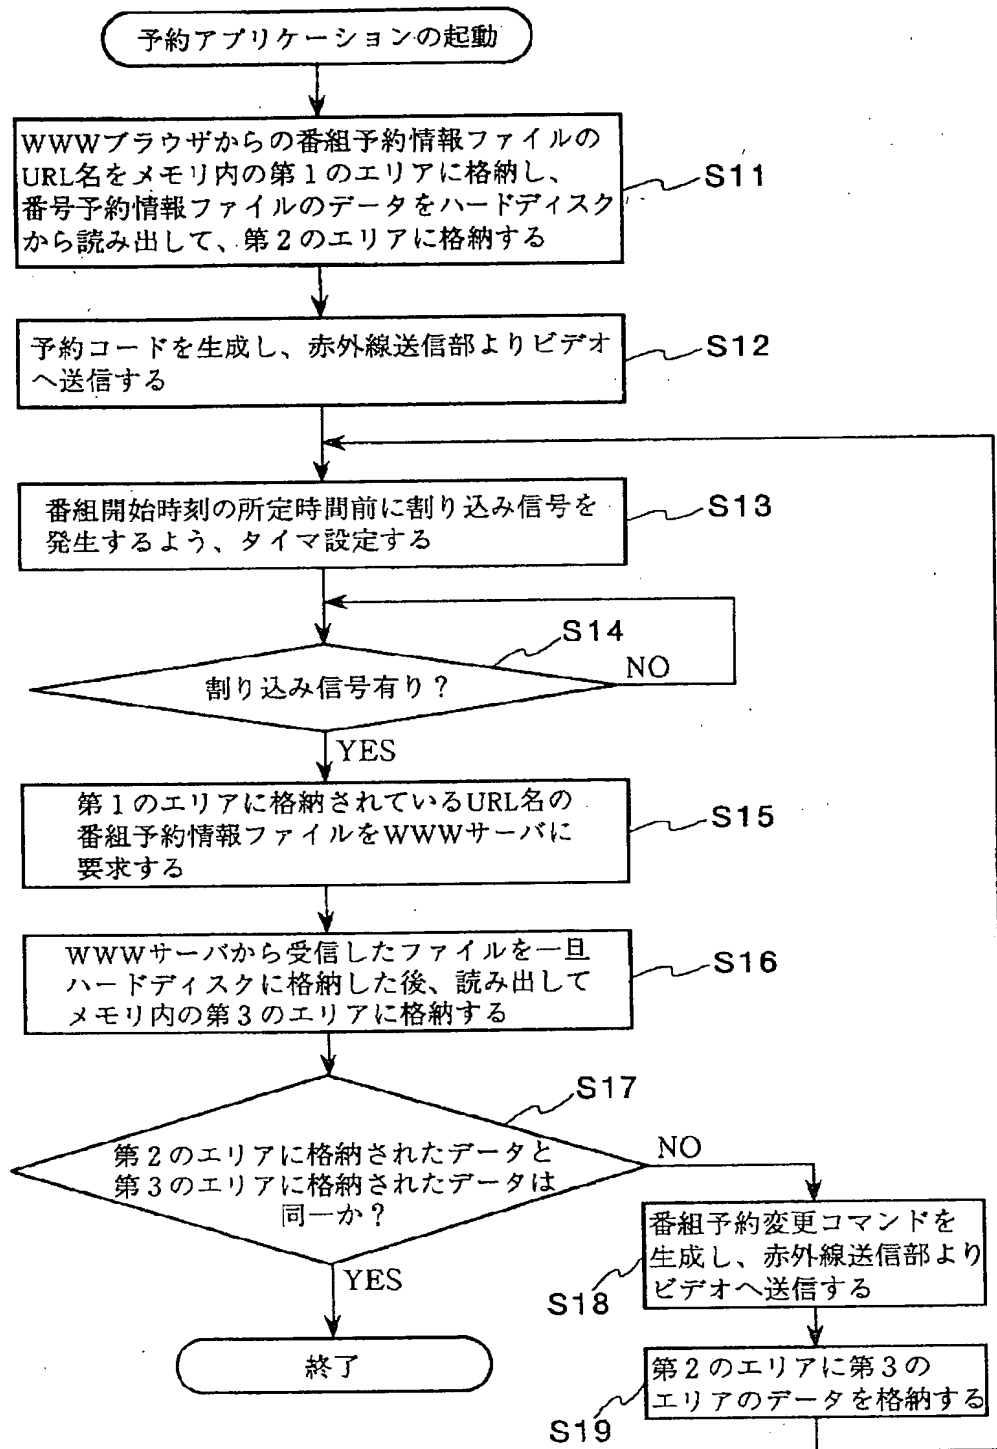 予約アプリケーションの起動
WWWブラウザからの番組予約情報ファイルの
URL名をメモリ内の第1のエリアに格納し、
番号予約情報ファイルのデータをハードディスク
から読み出して、第2のエリアに格納する
S11
予約コードを生成し、赤外線送信部よりビデオ
へ送信する
S12
番組開始時刻の所定時間前に割り込み信号を
発生するよう、タイマ設定する
S13
S14
割り込み信号有り?
NO
YES
第1のエリアに格納されているURL名の
番組予約情報ファイルをWWWサーバに
要求する
S15
WWWサーバから受信したファイルを一旦
ハードディスクに格納した後、読み出して
メモリ内の第3のエリアに格納する
S16
S17
第2のエリアに格納されたデータと
第3のエリアに格納されたデータは
同一か?
NO
YES
番組予約変更コマンドを
生成し、赤外線送信部より
ビデオへ送信する
S18
終了
第2のエリアに第3の
エリアのデータを格納する
S19